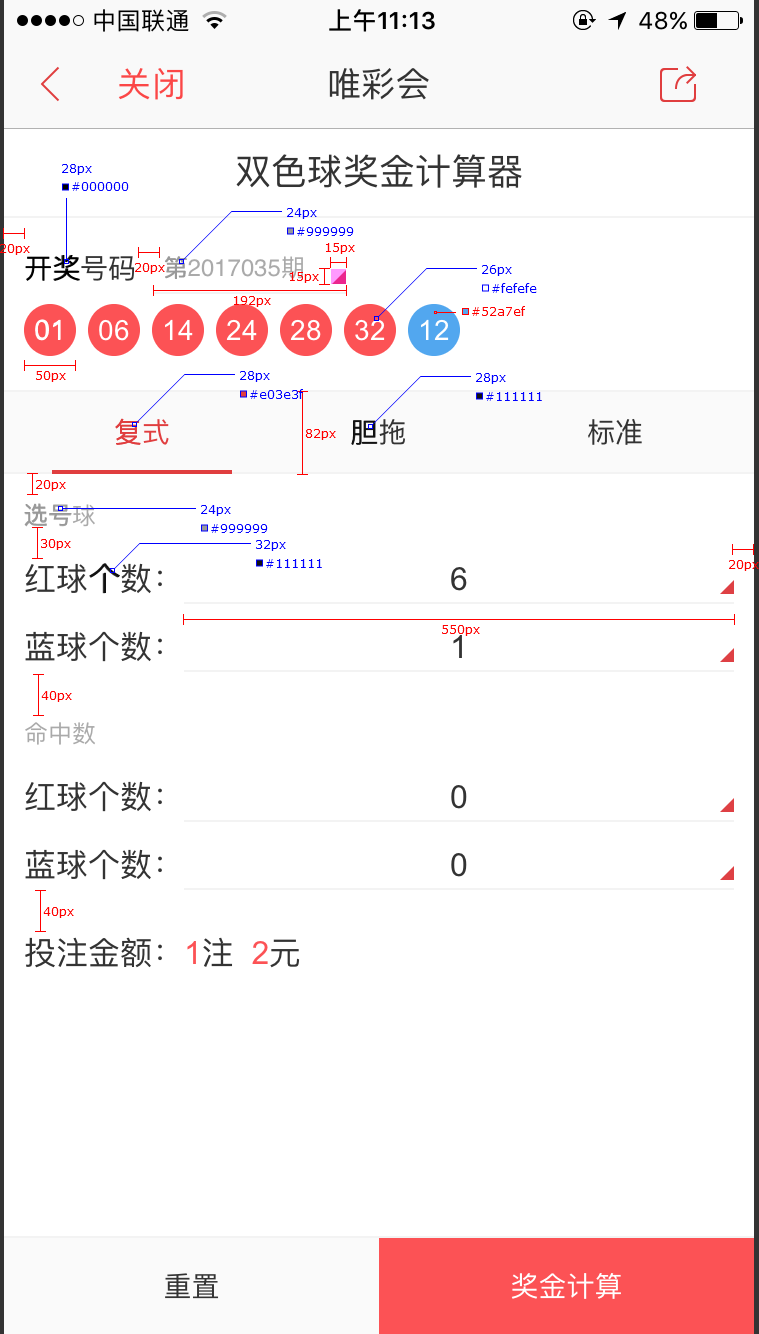 中国联通 上午11:13 48%
关闭 唯彩会
双色球奖金计算器
28px
#000000
24px
#999999
20px
20px
15px
15px
26px
#fefefe
开奖号码 第2017035期
192px
#52a7ef
01 06 14 24 28 32 12
50px
28px
#e03e3f
28px
#111111
82px
复式 胆拖 标准
20px
选号球
24px
#999999
30px
32px
#111111
20px
红球个数： 6
550px
蓝球个数： 1
40px
命中数
红球个数： 0
蓝球个数： 0
40px
投注金额：1注 2元
重置 奖金计算